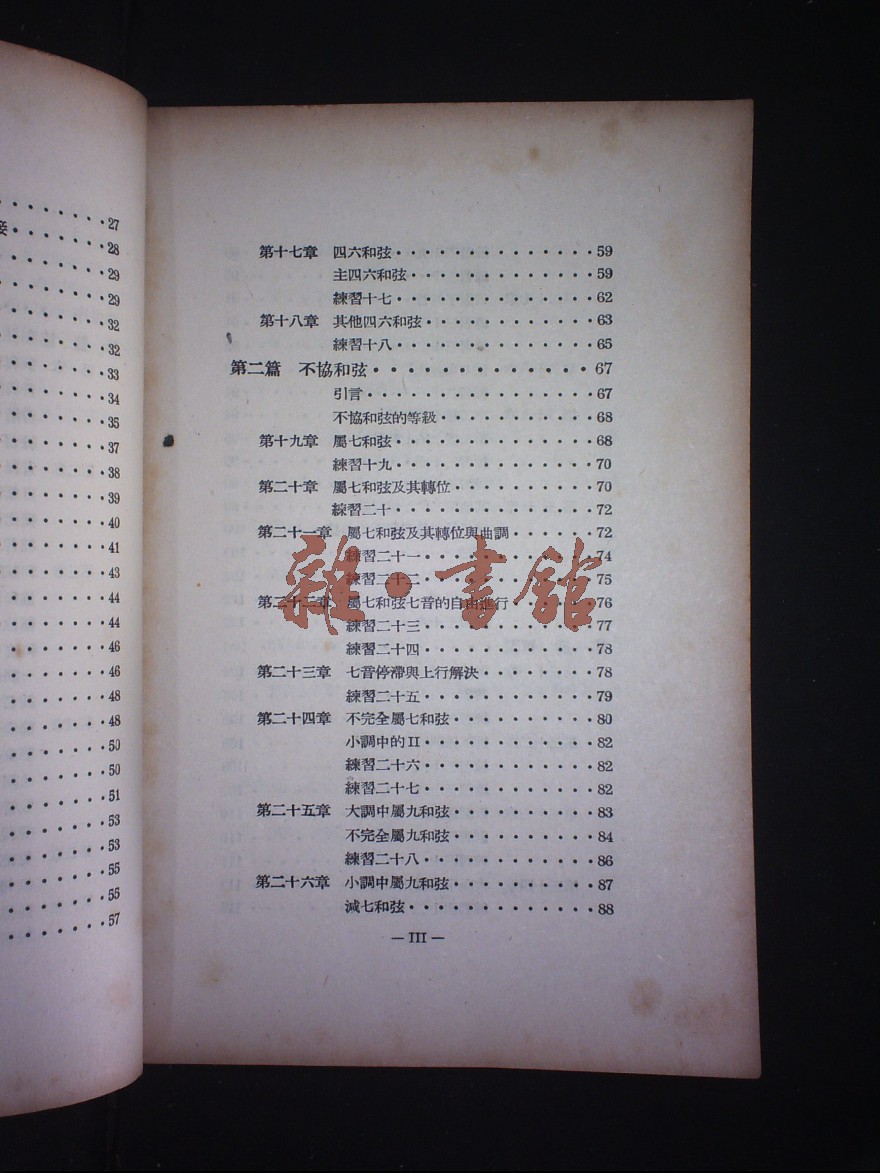 27
接·······28
29
29
32
32
33
34
35
37
38
39
40
41
43
44
44
46
46
48
48
50
50
51
53
53
55
55
57
第十七章 四六和弦··············59
主四六和弦·············59
練習十七··············62
第十八章 其他四六和弦············63
練習十八··············65
第二篇 不協和弦·············67
引言················67
不協和弦的等級···········68
第十九章 屬七和弦··············68
練習十九··············70
第二十章 屬七和弦及其轉位··········70
練習二十··············72
第二十一章 屬七和弦及其轉位與曲調······72
練習二十一·············74
練習二十二·············75
第二十二章 屬七和弦七音的自由進行······76
練習二十三·············77
練習二十四·············78
第二十三章 七音停滯與上行解決········78
練習二十五·············79
第二十四章 不完全屬七和弦··········80
小調中的II·············82
練習二十六·············82
練習二十七·············82
第二十五章 大調中屬九和弦··········83
不完全屬九和弦··········84
練習二十八·············86
第二十六章 小調中屬九和弦··········87
減七和弦··············88
— III —
雜·書館